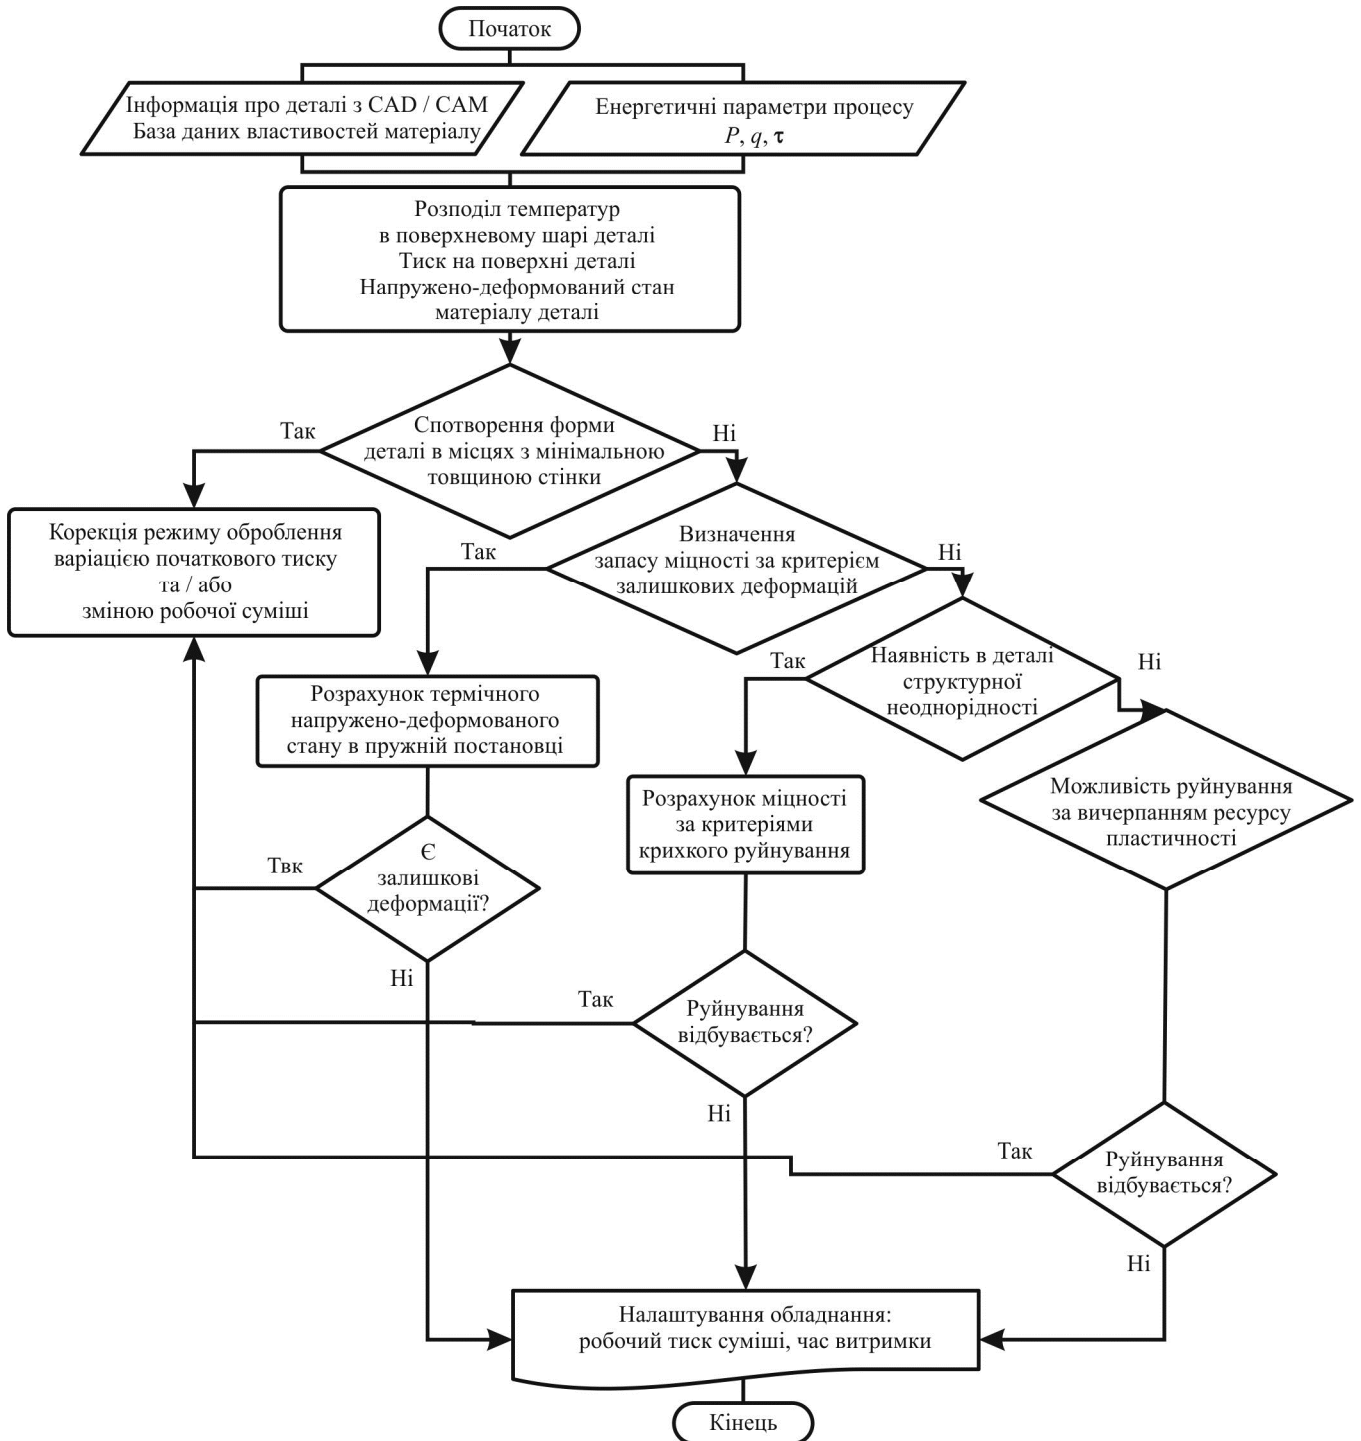 Початок
Інформація про деталі з CAD / CAM
База даних властивостей матеріалу
Енергетичні параметри процесу
P, q, τ
Розподіл температур
в поверхневому шарі деталі
Тиск на поверхні деталі
Напружено-деформований стан
матеріалу деталі
Спотворення форми
деталі в місцях з мінімальною
товщиною стінки
Так
Ні
Корекція режиму оброблення
варіацією початкового тиску
та / або
зміною робочої суміші
Визначення
запасу міцності за критерієм
залишкових деформацій
Так
Ні
Наявність в деталі
структурної
неоднорідності
Так
Ні
Розрахунок термічного
напружено-деформованого
стану в пружній постановці
Розрахунок міцності
за критеріями
крихкого руйнування
Можливість руйнування
за вичерпанням ресурсу
пластичності
Є
залишкові
деформації?
Твк
Ні
Руйнування
відбувається?
Так
Ні
Руйнування
відбувається?
Так
Ні
Налаштування обладнання:
робочий тиск суміші, час витримки
Кінець